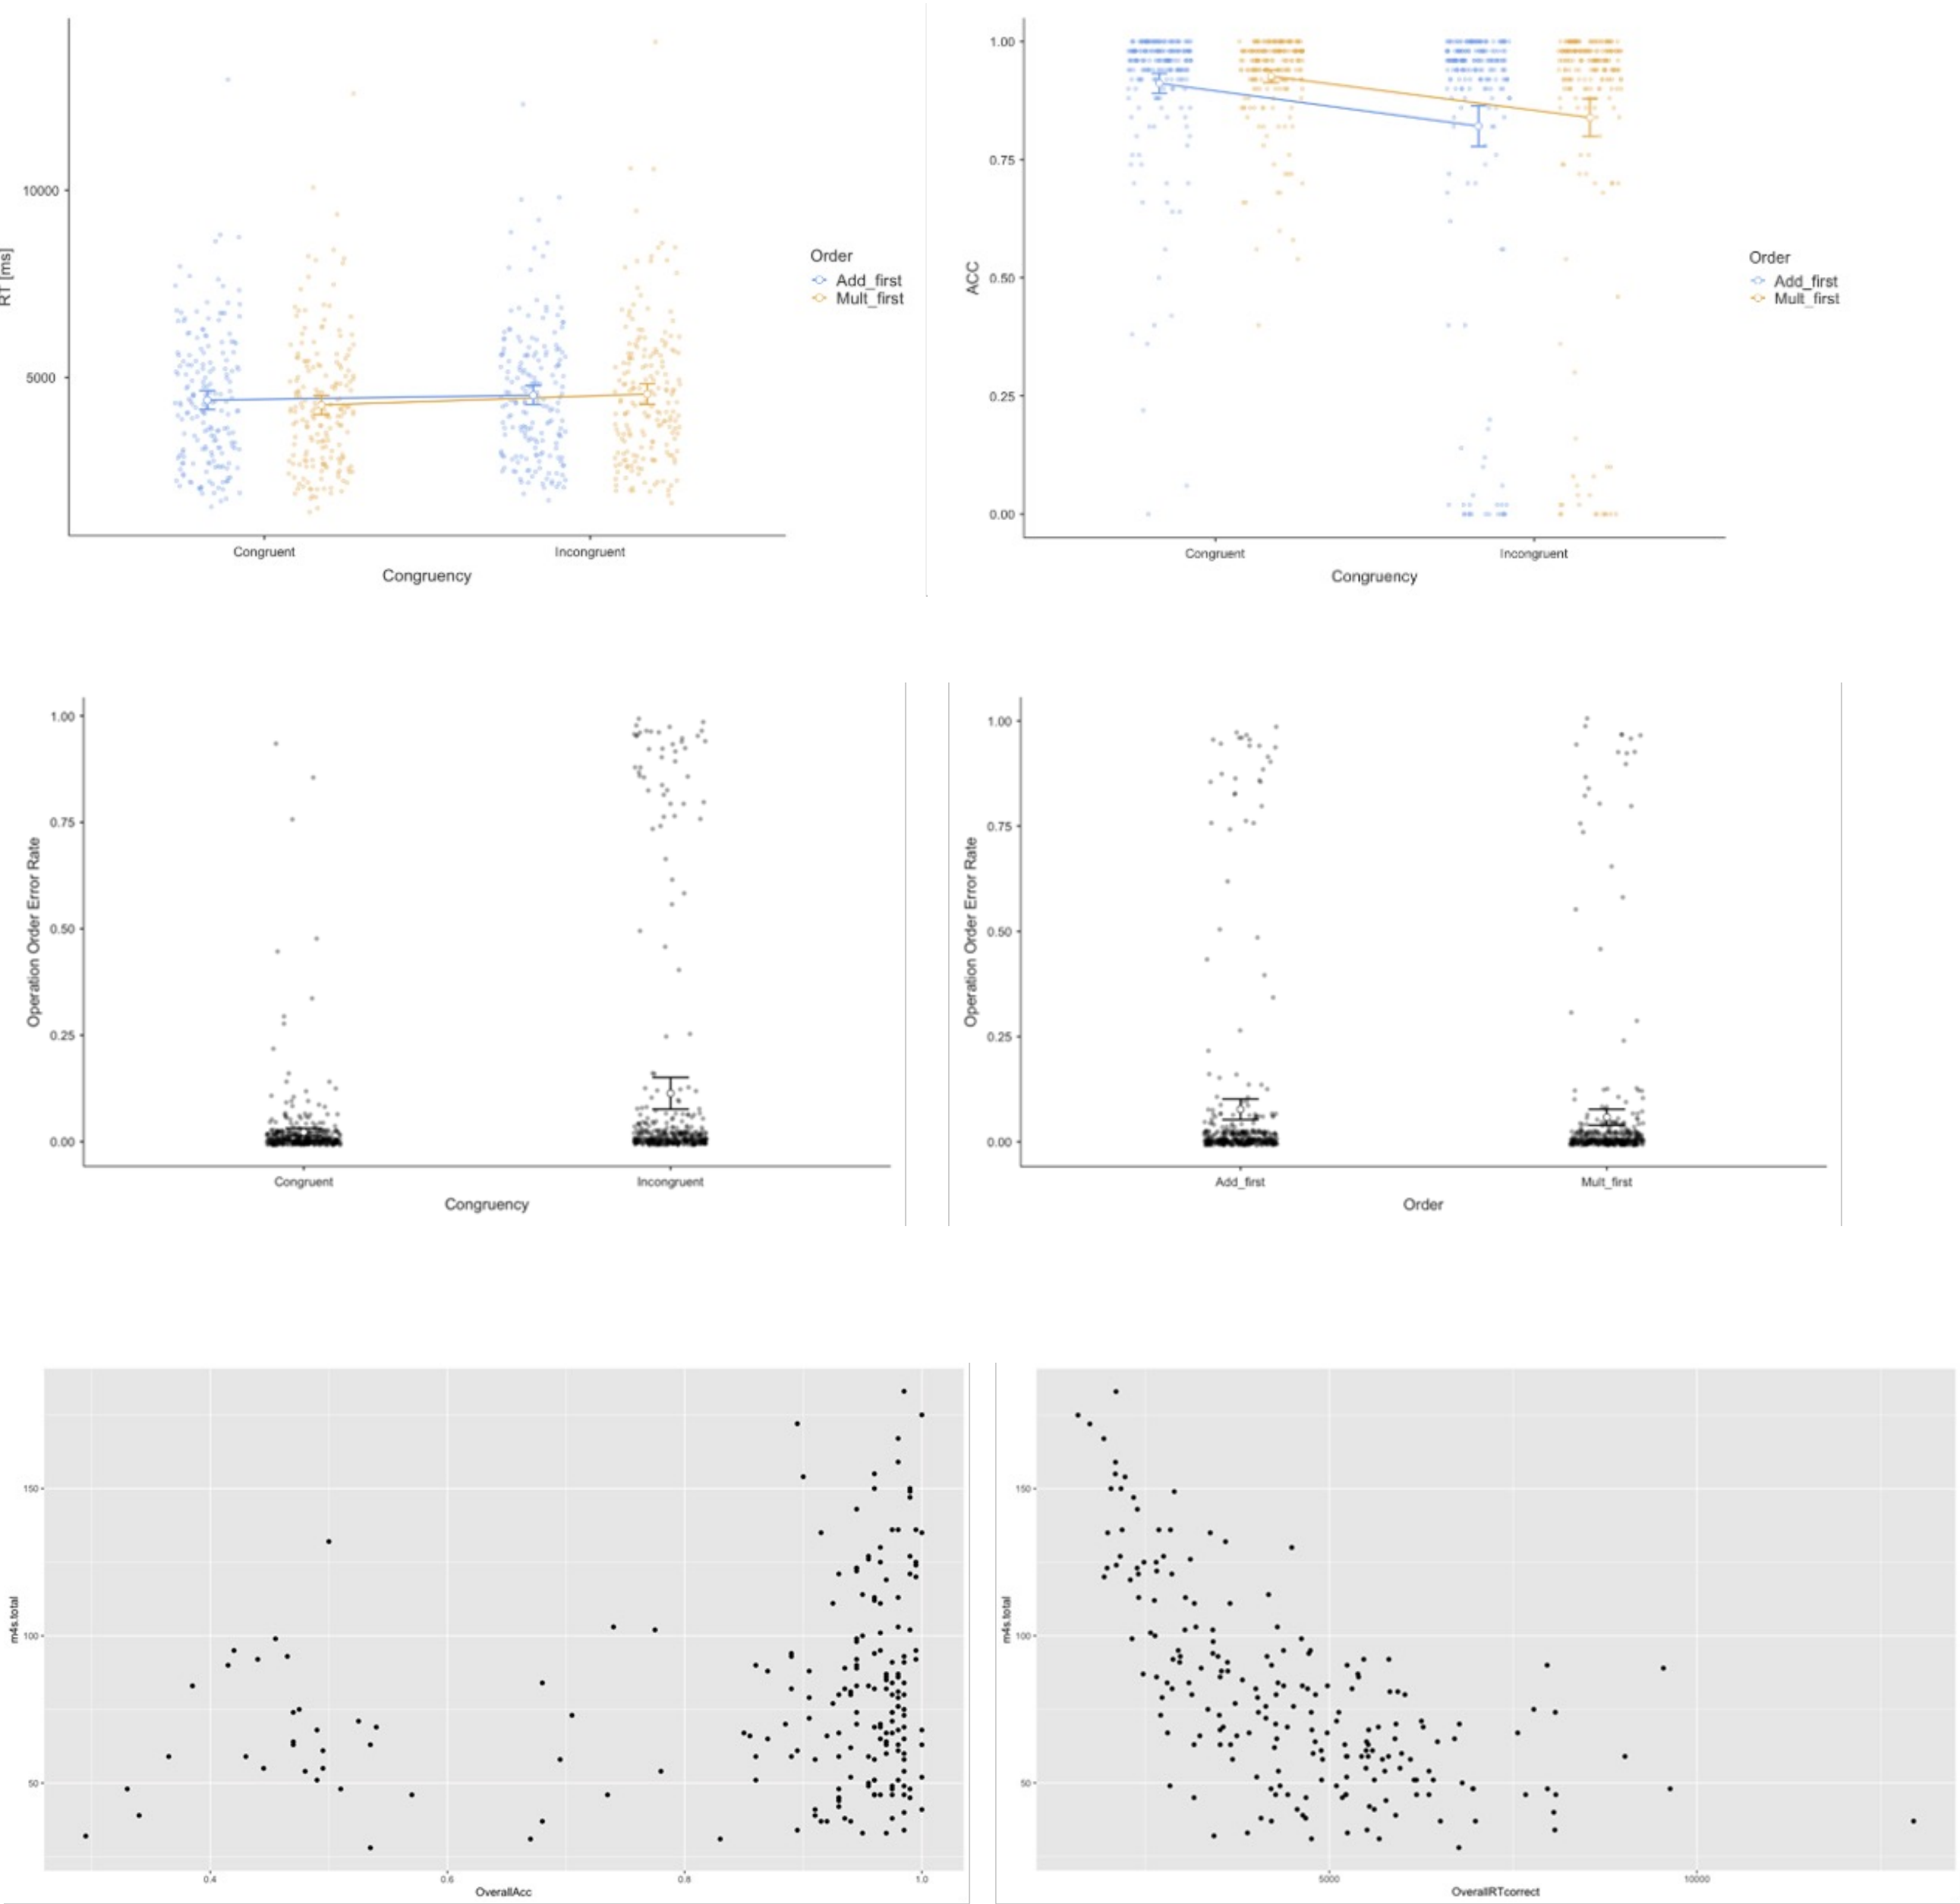 RT [ms]
10000
5000
Congruent
Incongruent
Congruency
Order
Add_first
Mult_first
ACC
1.00
0.75
0.50
0.25
0.00
Congruent
Incongruent
Congruency
Order
Add_first
Mult_first
Operation Order Error Rate
1.00
0.75
0.50
0.25
0.00
Congruent
Incongruent
Congruency
Operation Order Error Rate
1.00
0.75
0.50
0.25
0.00
Add_first
Mult_first
Order
m4s.total
150
100
50
0.4
0.6
0.8
1.0
OverallAcc
m4s.total
150
100
50
5000
10000
OverallRTcorrect